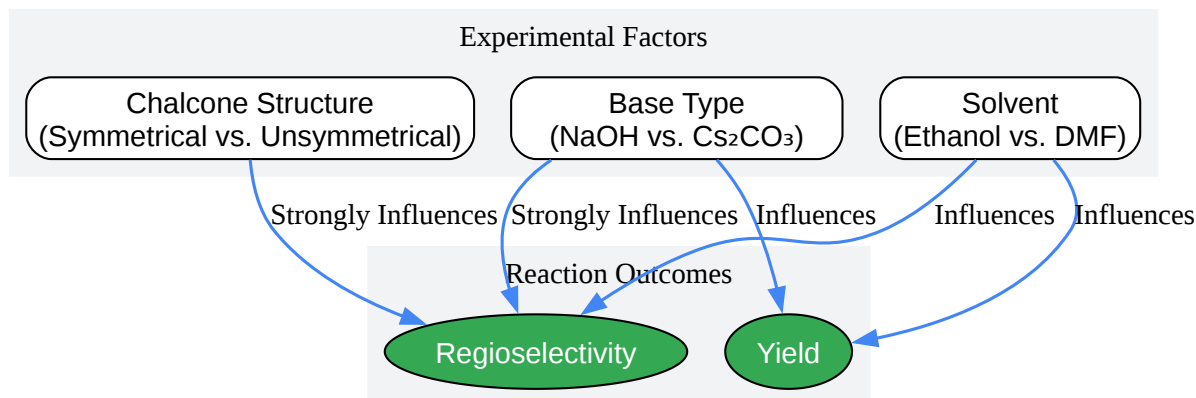 Experimental Factors
Chalcone Structure
(Symmetrical vs. Unsymmetrical)
Base Type
(NaOH vs. Cs₂CO₃)
Solvent
(Ethanol vs. DMF)
Strongly Influences
Strongly Influences
Influences
Influences
Influences
Reaction Outcomes
Regioselectivity
Yield